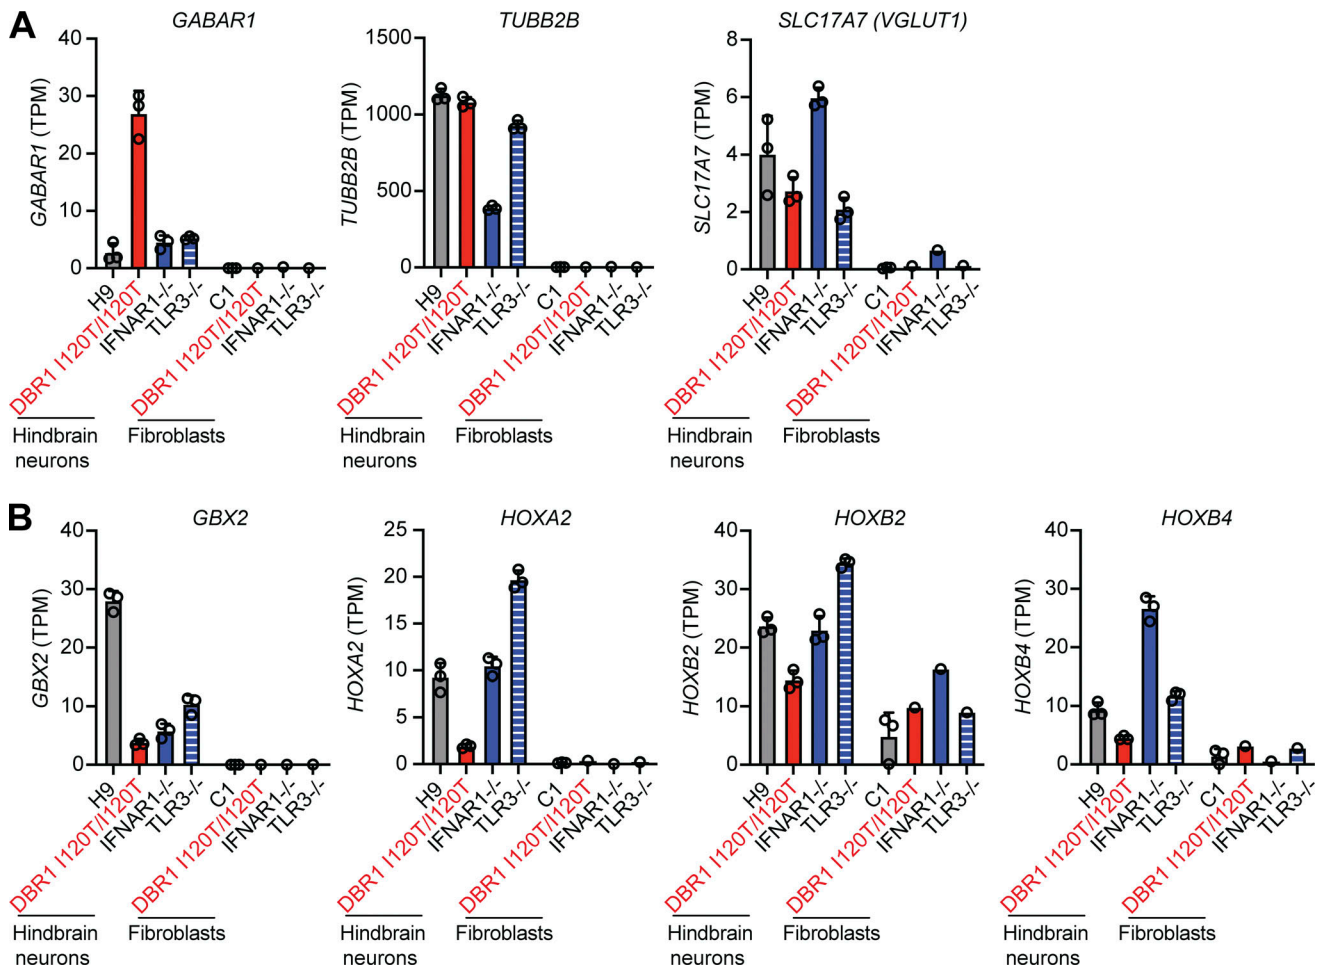 A
GABAR1
GABAR1 (TPM)
40
30
20
10
0
H9
DBR1 I120T/I120T
IFNAR1-/-
TLR3-/-
C1
DBR1 I120T/I120T
IFNAR1-/-
TLR3-/-
Hindbrain
neurons
Fibroblasts
TUBB2B
TUBB2B (TPM)
1500
1000
500
0
H9
DBR1 I120T/I120T
IFNAR1-/-
TLR3-/-
C1
DBR1 I120T/I120T
IFNAR1-/-
TLR3-/-
Hindbrain
neurons
Fibroblasts
SLC17A7 (VGLUT1)
SLC17A7 (TPM)
8
6
4
2
0
H9
DBR1 I120T/I120T
IFNAR1-/-
TLR3-/-
C1
DBR1 I120T/I120T
IFNAR1-/-
TLR3-/-
Hindbrain
neurons
Fibroblasts
B
GBX2
GBX2 (TPM)
40
30
20
10
0
H9
DBR1 I120T/I120T
IFNAR1-/-
TLR3-/-
C1
DBR1 I120T/I120T
IFNAR1-/-
TLR3-/-
Hindbrain
neurons
Fibroblasts
HOXA2
HOXA2 (TPM)
25
20
15
10
5
0
H9
DBR1 I120T/I120T
IFNAR1-/-
TLR3-/-
C1
DBR1 I120T/I120T
IFNAR1-/-
TLR3-/-
Hindbrain
neurons
Fibroblasts
HOXB2
HOXB2 (TPM)
40
30
20
10
0
H9
DBR1 I120T/I120T
IFNAR1-/-
TLR3-/-
C1
DBR1 I120T/I120T
IFNAR1-/-
TLR3-/-
Hindbrain
neurons
Fibroblasts
HOXB4
HOXB4 (TPM)
40
30
20
10
0
H9
DBR1 I120T/I120T
IFNAR1-/-
TLR3-/-
C1
DBR1 I120T/I120T
IFNAR1-/-
TLR3-/-
Hindbrain
neurons
Fibroblasts